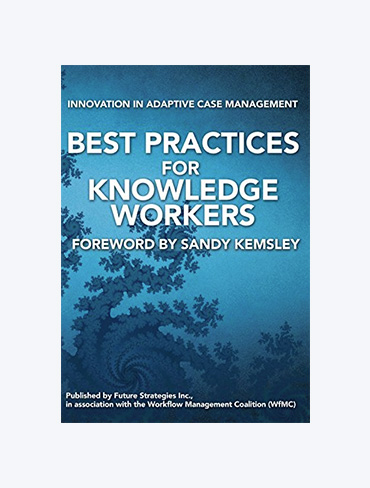 INNOVATION IN ADAPTIVE CASE MANAGEMENT
BEST PRACTICES
FOR
KNOWLEDGE
WORKERS
FOREWORD BY SANDY KEMSLEY
Published by Future Strategies Inc.,
in association with the Workflow Management Coalition (WfMC)